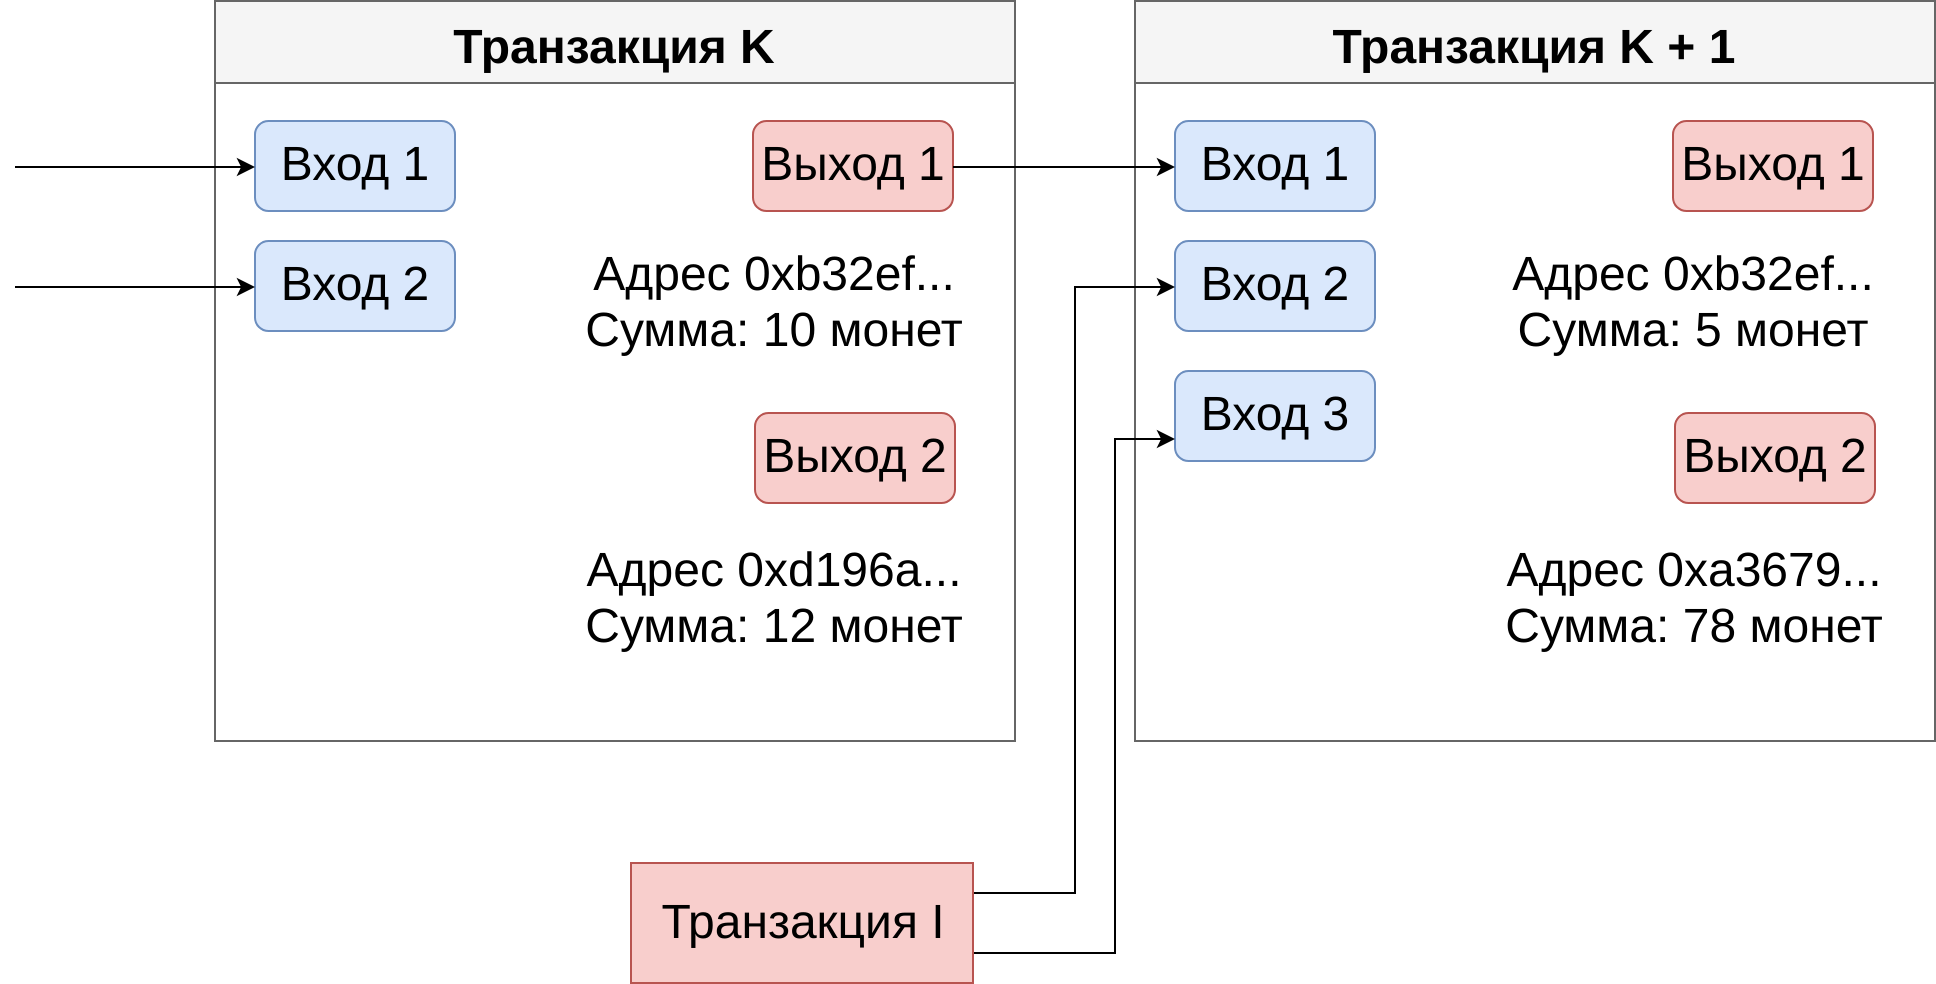 Транзакция K
Вход 1
Выход 1
Вход 2
Адрес 0xb32ef...
Сумма: 10 монет
Выход 2
Адрес 0xd196a...
Сумма: 12 монет
Транзакция K + 1
Вход 1
Выход 1
Вход 2
Адрес 0xb32ef...
Сумма: 5 монет
Вход 3
Выход 2
Адрес 0xa3679...
Сумма: 78 монет
Транзакция I